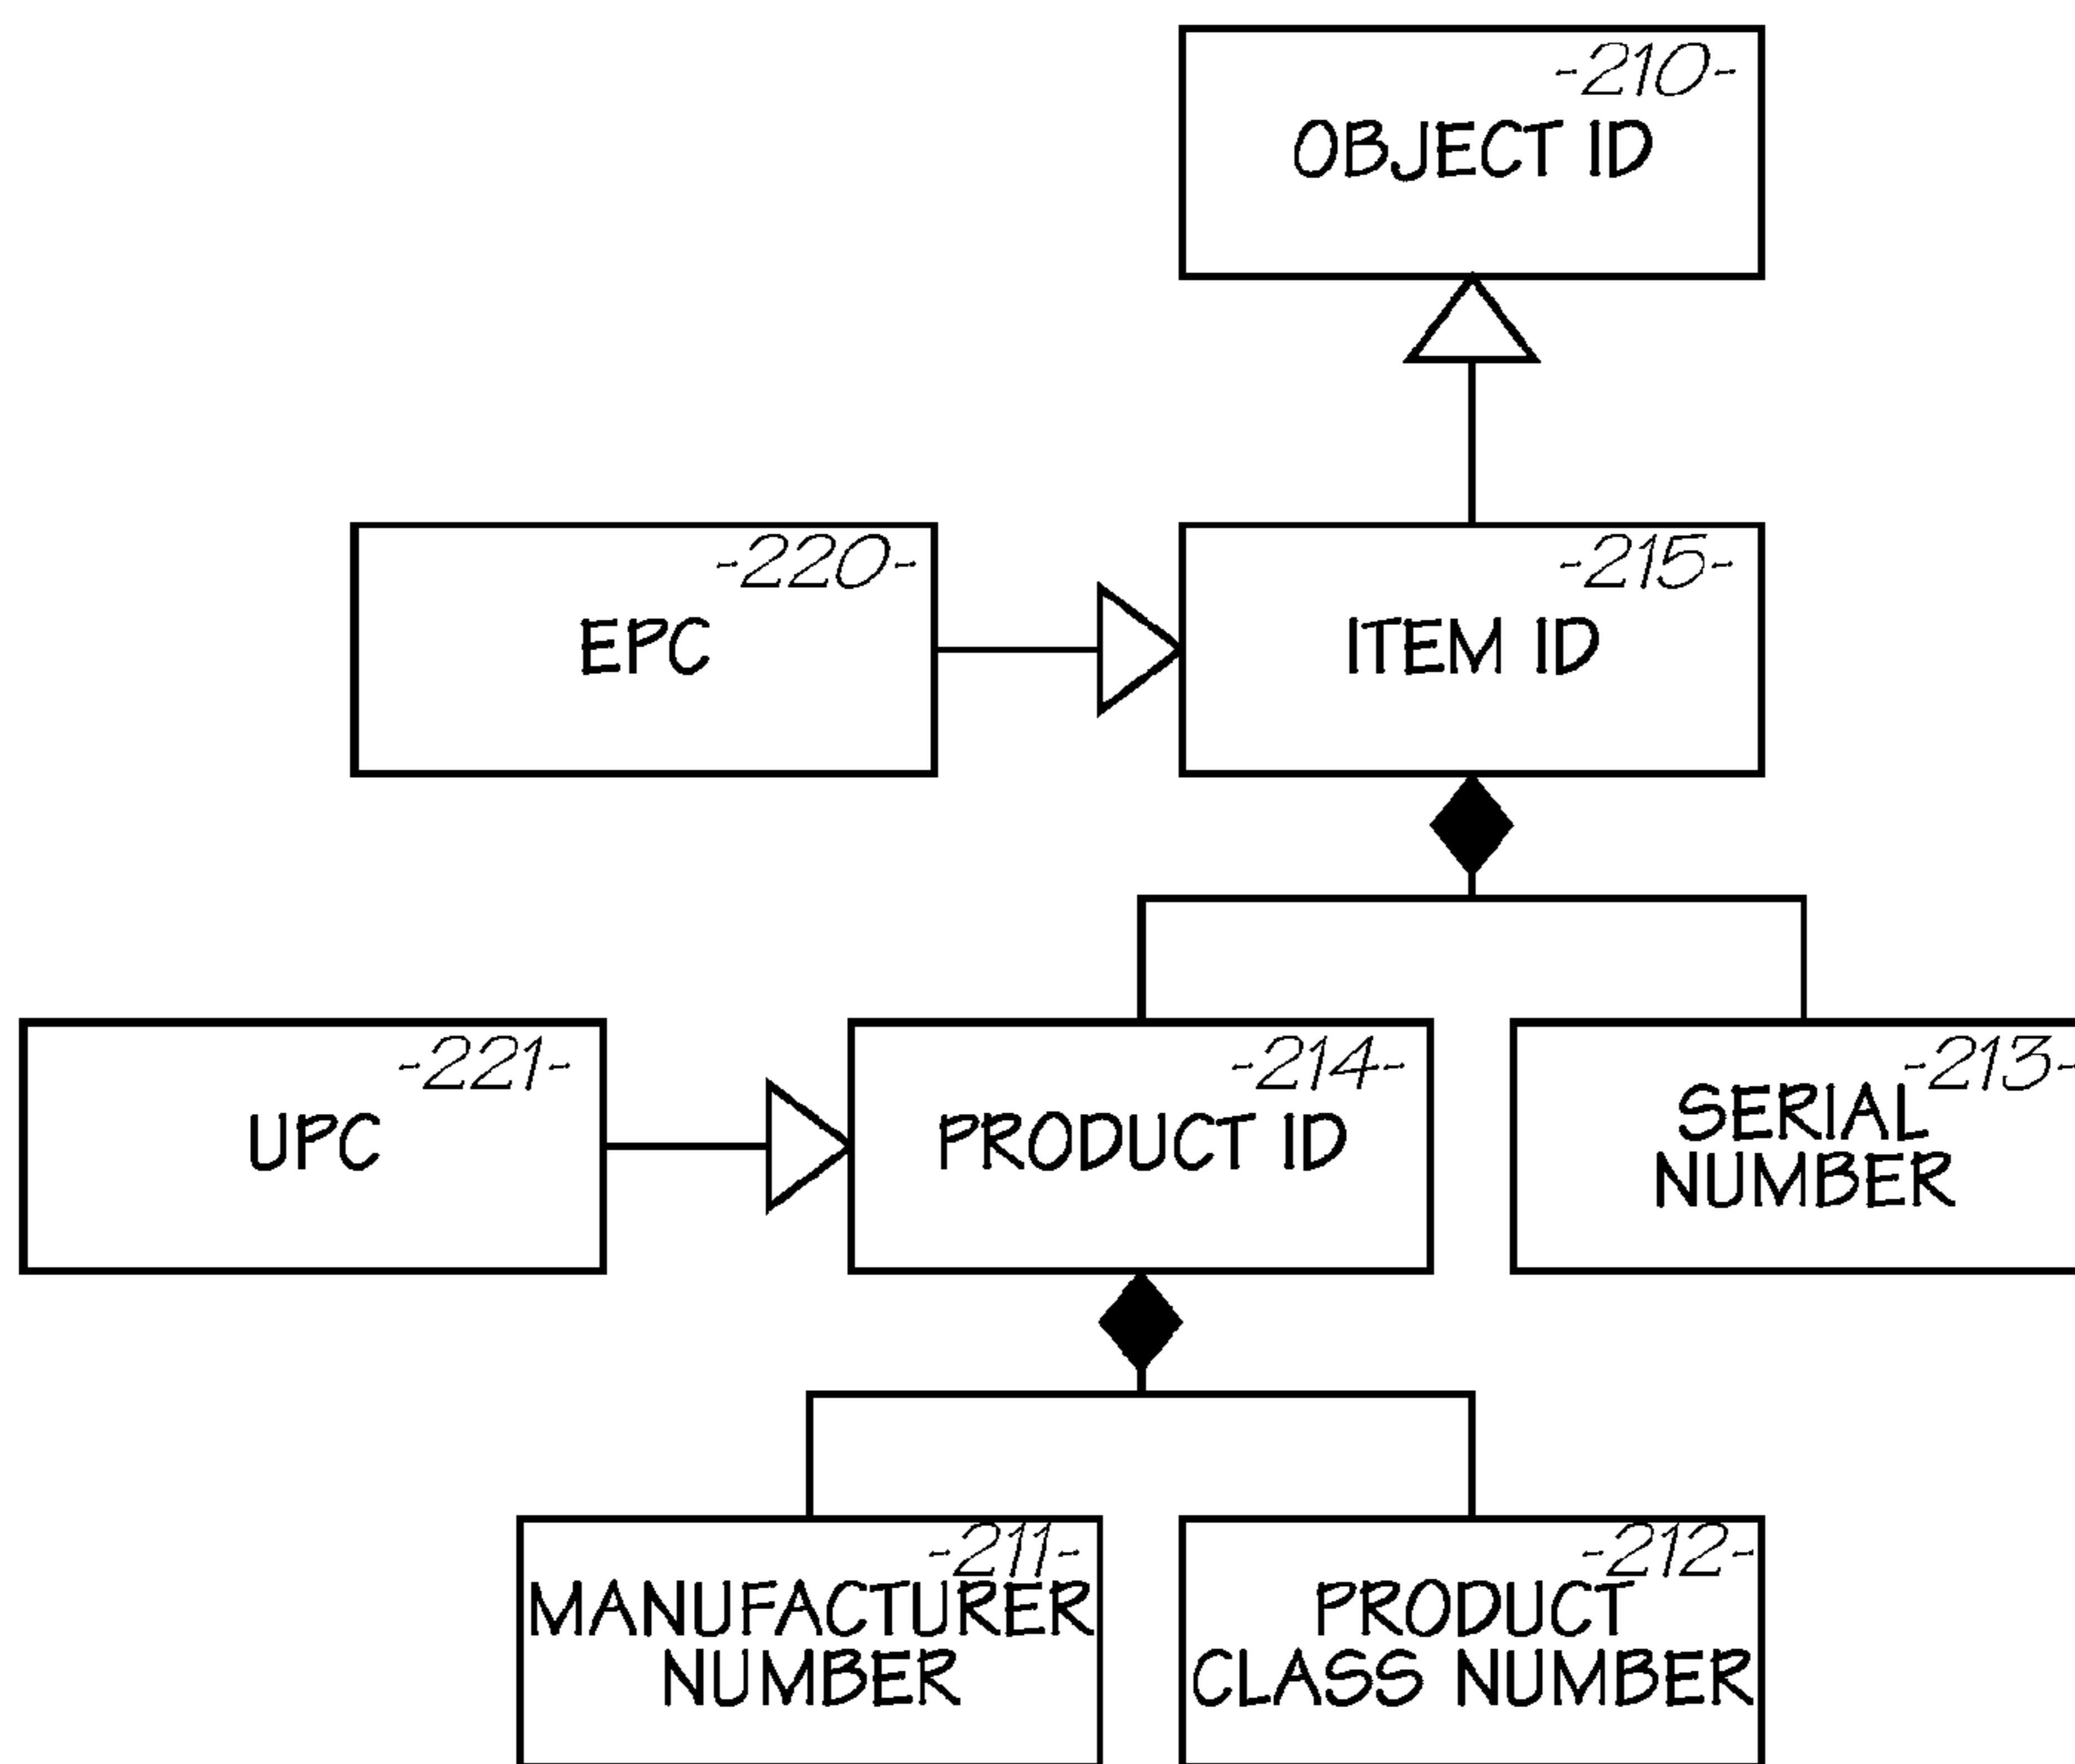 -210-
OBJECT ID
-220-
EPC
-215-
ITEM ID
-221-
UPC
-214-
PRODUCT ID
-213-
SERIAL
NUMBER
-211-
MANUFACTURER
NUMBER
-212-
PRODUCT
CLASS NUMBER